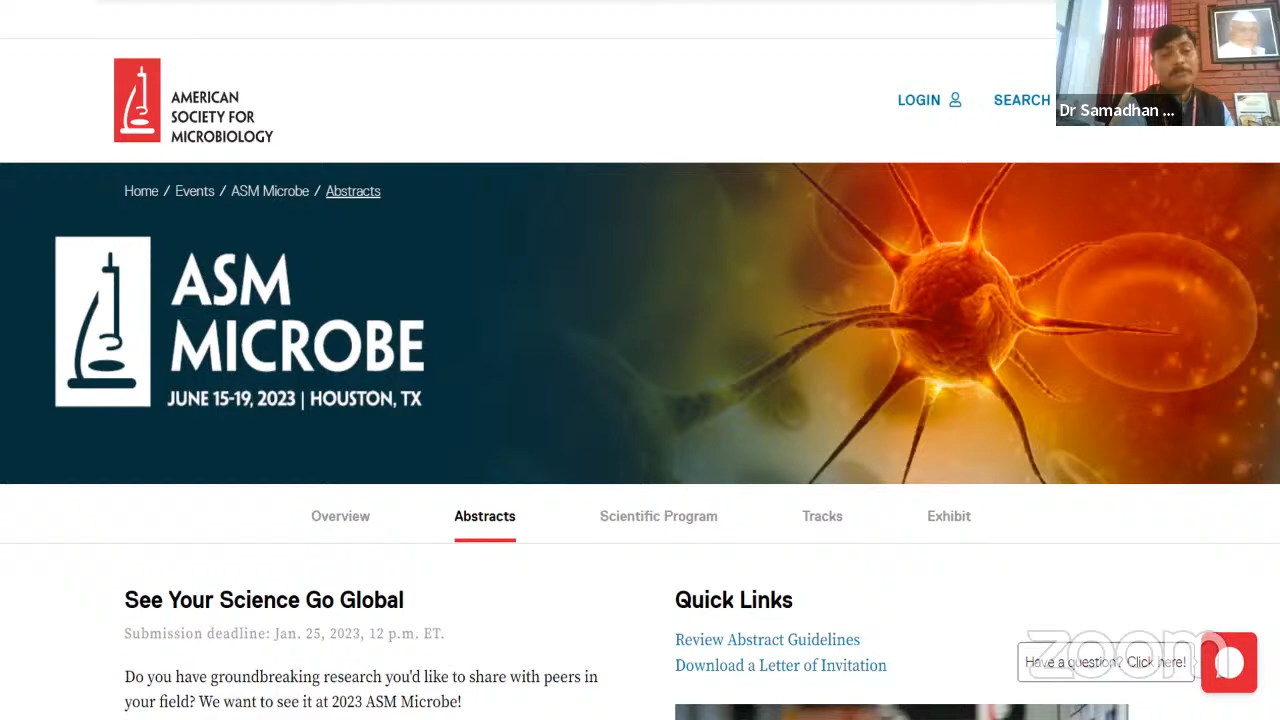 AMERICAN
SOCIETY FOR
MICROBIOLOGY
LOGIN
SEARCH
Dr Samadhan ...
Home / Events / ASM Microbe / Abstracts
ASM
MICROBE
JUNE 15-19, 2023 | HOUSTON, TX
Overview
Abstracts
Scientific Program
Tracks
Exhibit
See Your Science Go Global
Submission deadline: Jan. 25, 2023, 12 p.m. ET.
Do you have groundbreaking research you'd like to share with peers in
your field? We want to see it at 2023 ASM Microbe!
Quick Links
Review Abstract Guidelines
Download a Letter of Invitation
zoom
Have a question? Click here!